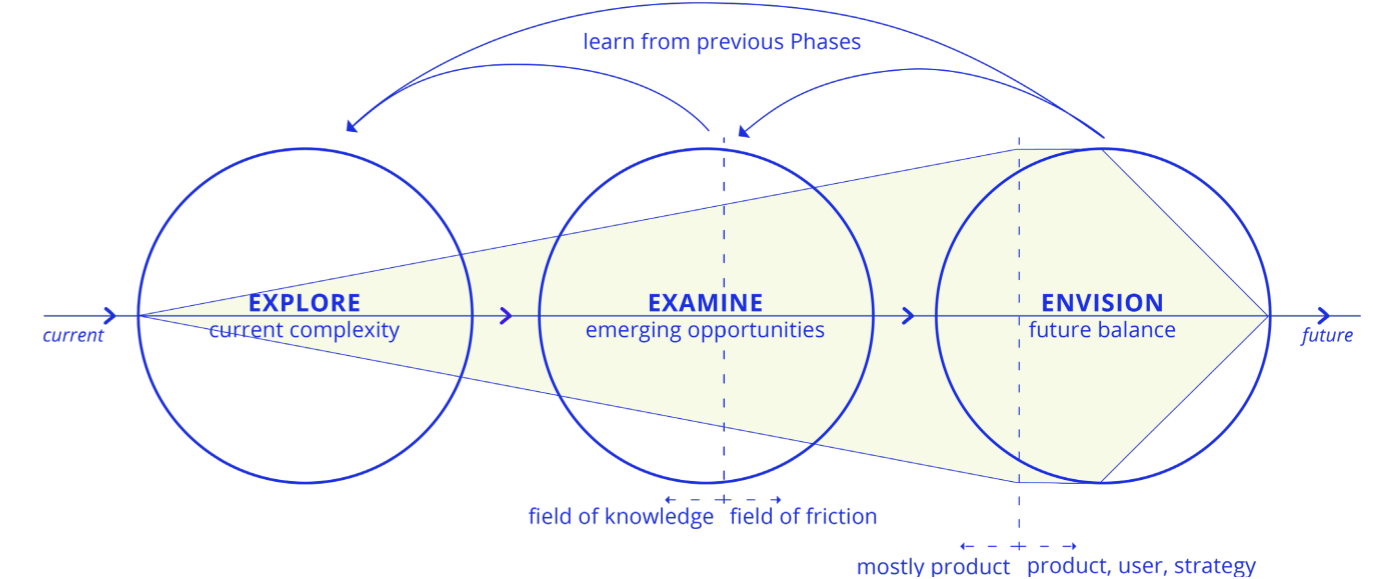 learn from previous Phases
EXPLORE
current complexity
EXAMINE
emerging opportunities
ENVISION
future balance
current
future
field of knowledge
field of friction
mostly product
product, user, strategy